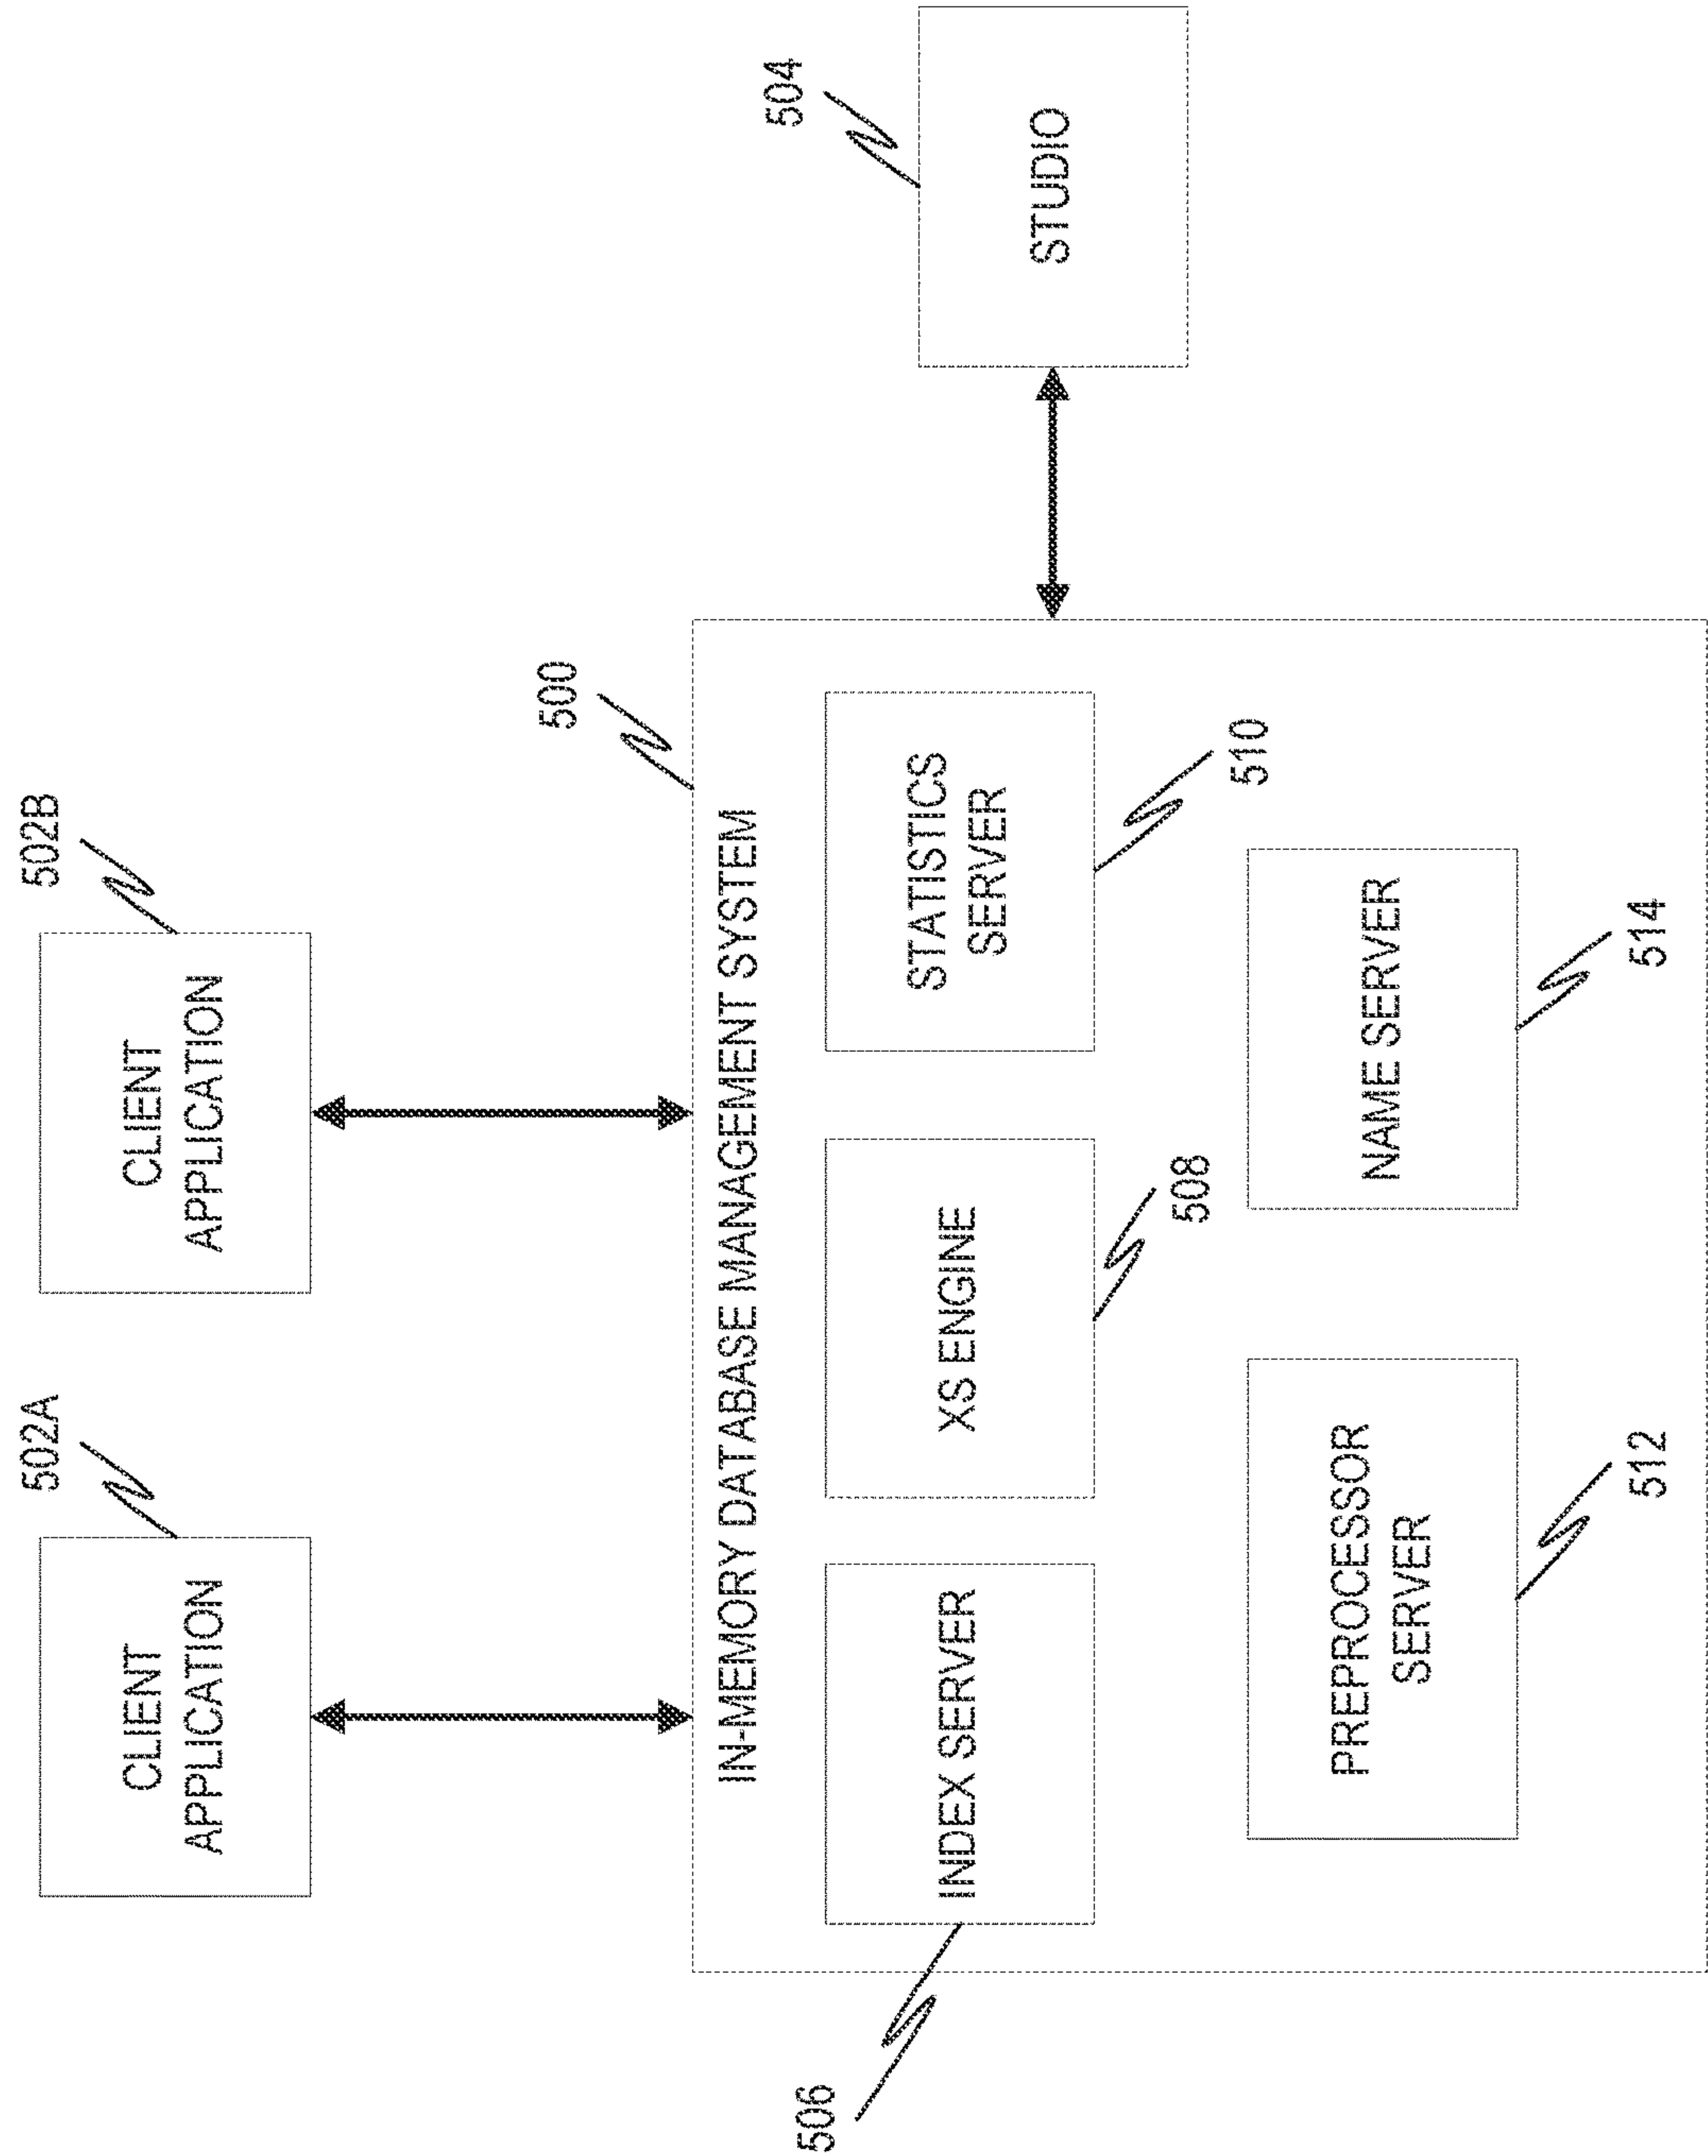 502A
502B
CLIENT
APPLICATION
CLIENT
APPLICATION
500
504
IN-MEMORY DATABASE MANAGEMENT SYSTEM
506
INDEX SERVER
XS ENGINE
STATISTICS
SERVER
STUDIO
508
510
PREPROCESSOR
SERVER
NAME SERVER
512
514